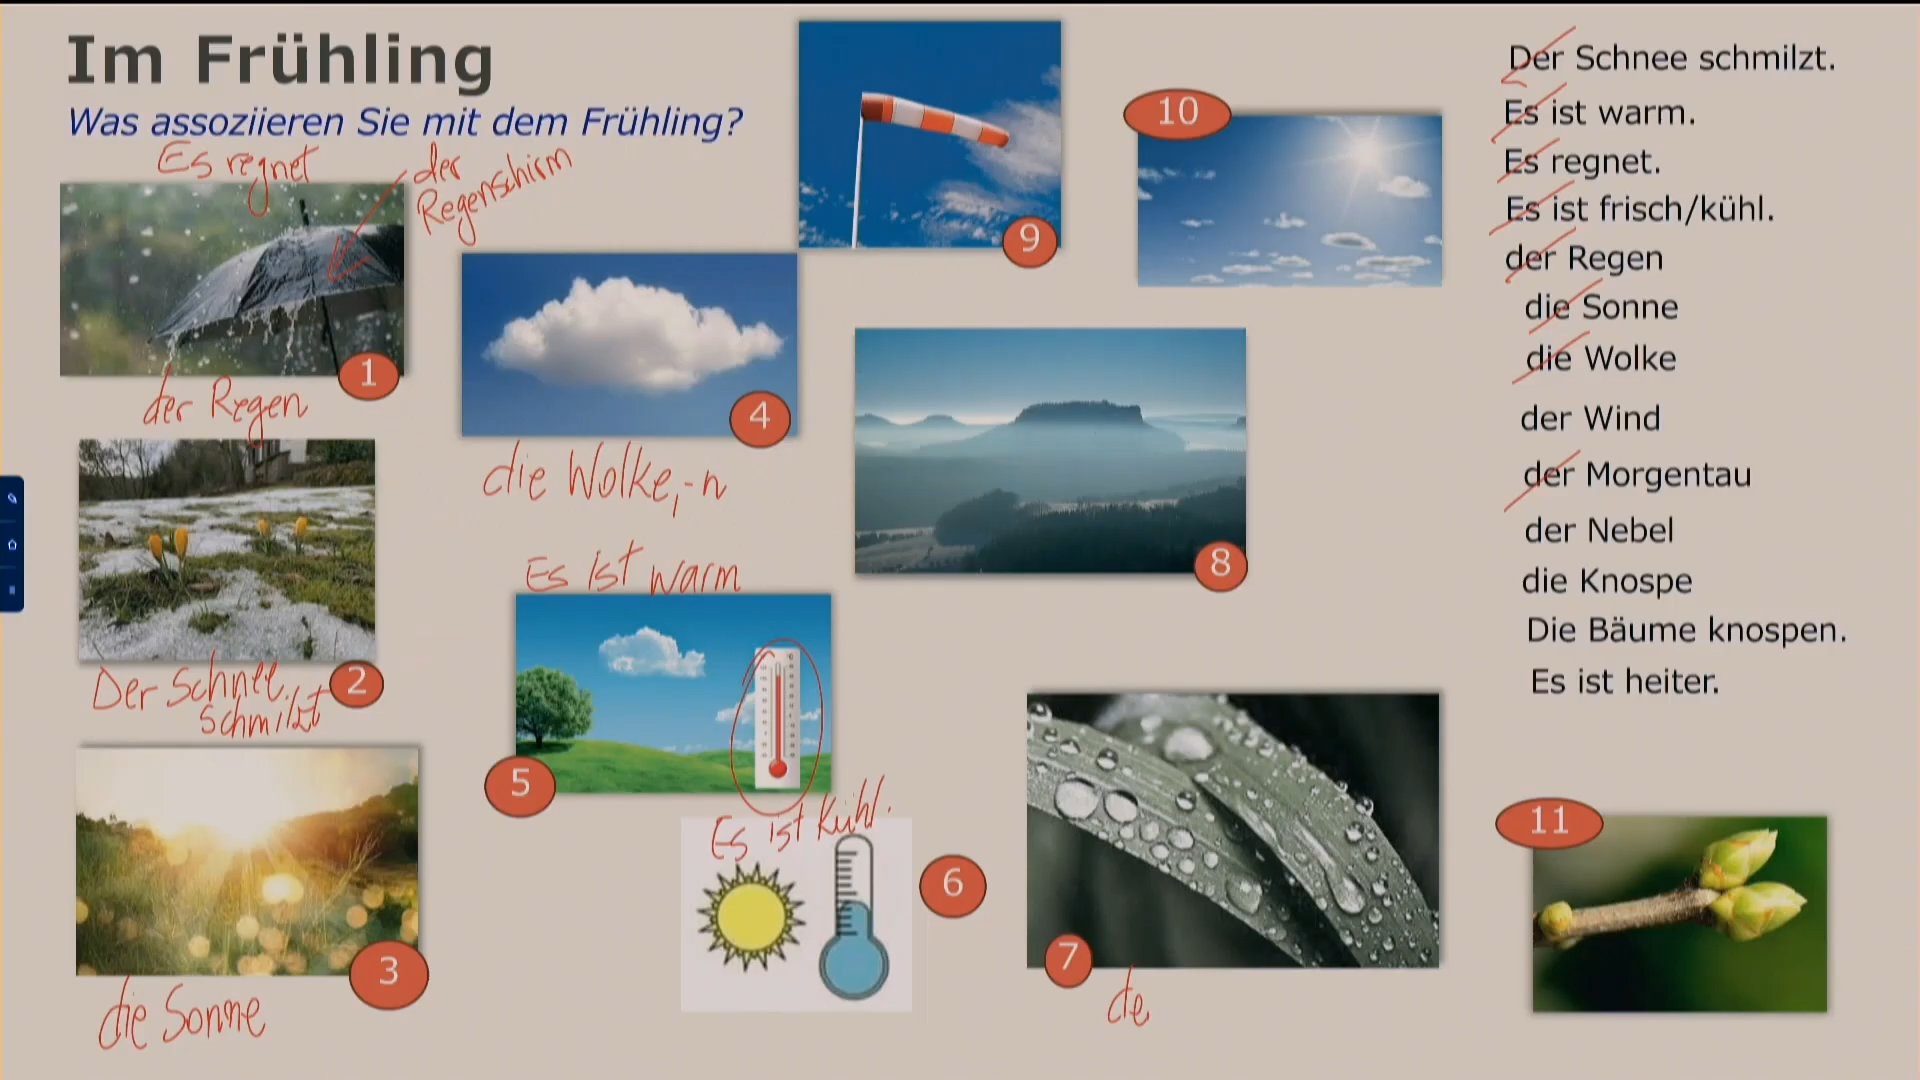 Im Frühling
Was assoziieren Sie mit dem Frühling?
Es regnet
der
Regenschirm
1
der Regen
2
Der Schnee
schmilzt
3
die Sonne
4
die Wolke,-n
Es ist warm
5
Es ist kühl.
6
7
de
8
9
10
11
Der Schnee schmilzt.
Es ist warm.
Es regnet.
Es ist frisch/kühl.
der Regen
die Sonne
die Wolke
der Wind
der Morgentau
der Nebel
die Knospe
Die Bäume knospen.
Es ist heiter.